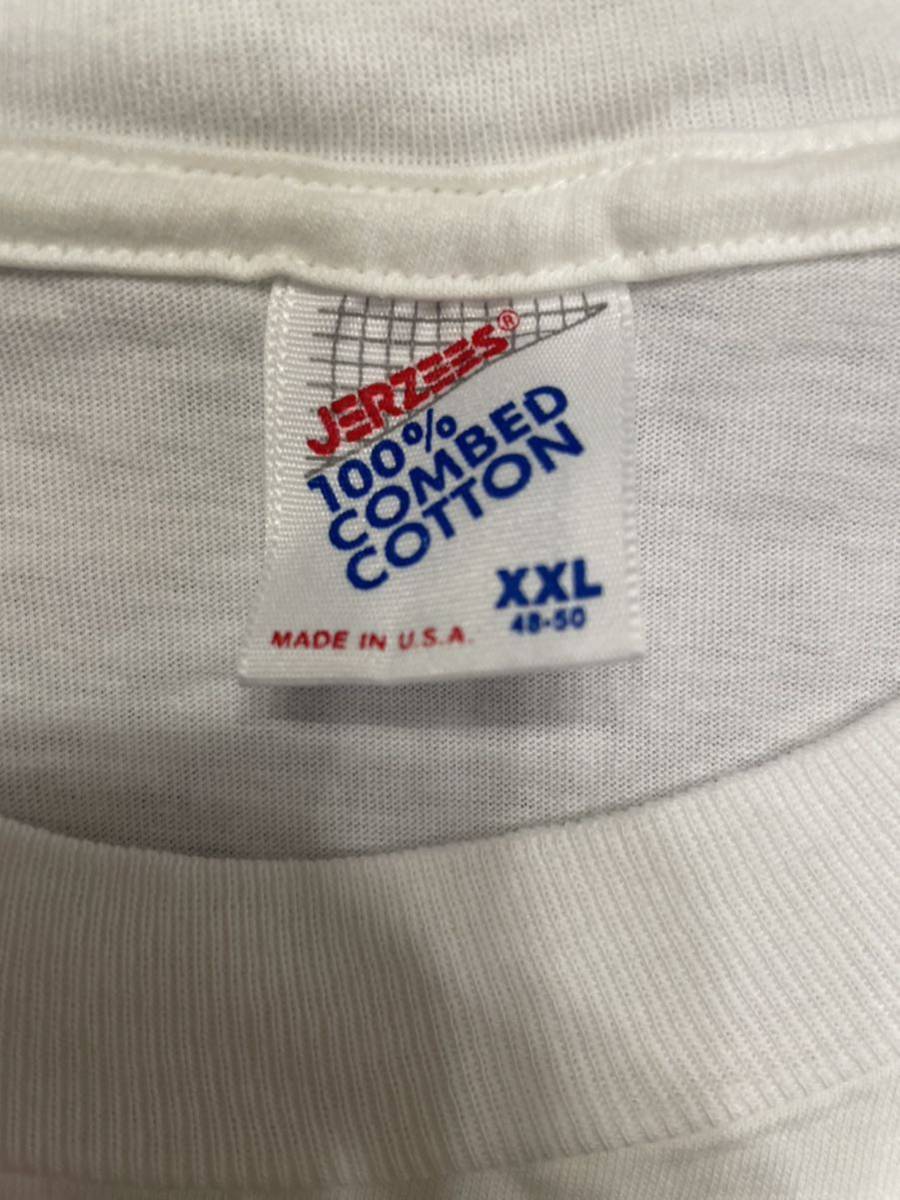 JERZEES®
100%
COMBED
COTTON
XXL
48-50
MADE IN U.S.A.